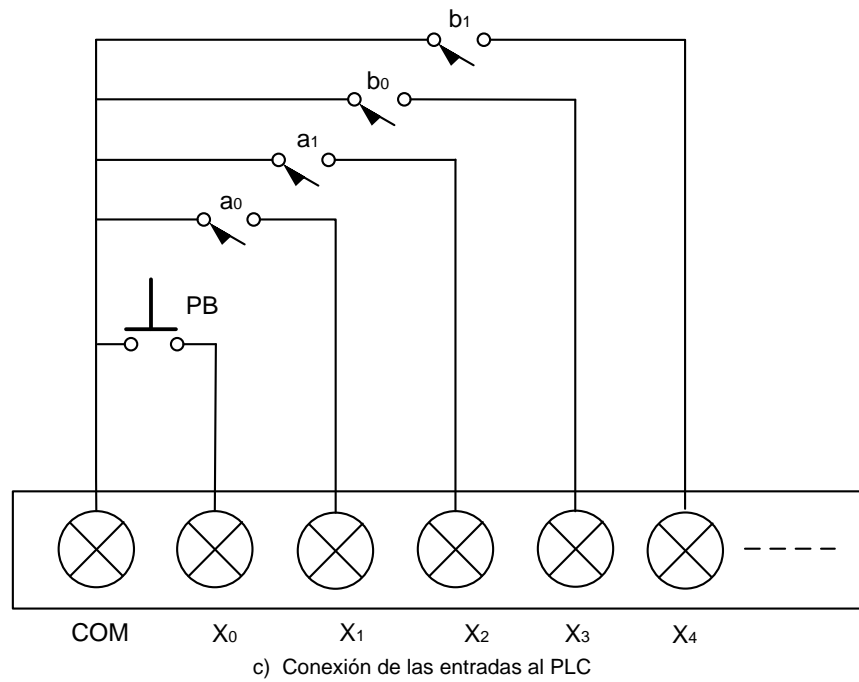 b1
b0
a1
a0
PB
COM X0 X1 X2 X3 X4
c) Conexión de las entradas al PLC